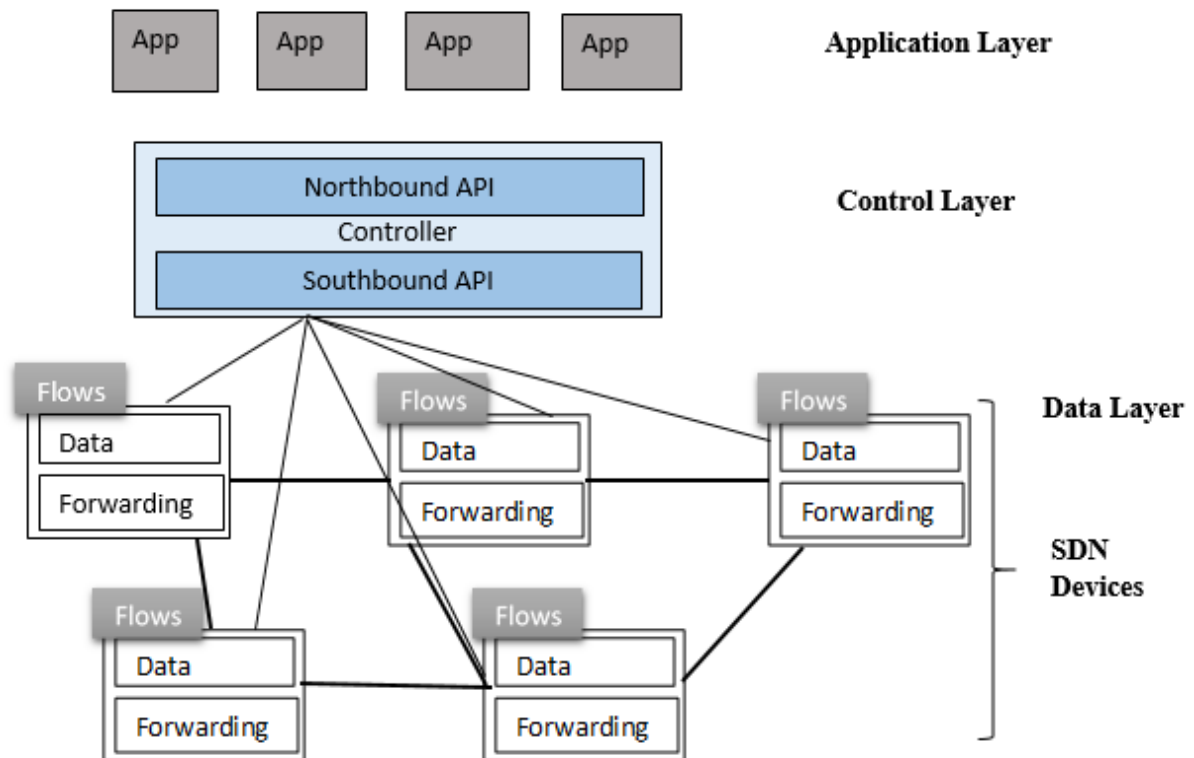 App App App App Application Layer
Northbound API
Controller
Control Layer
Southbound API
Flows Flows Flows
Data Layer
Data Data Data
Forwarding Forwarding Forwarding
SDN
Devices
Flows Flows
Data Data
Forwarding Forwarding